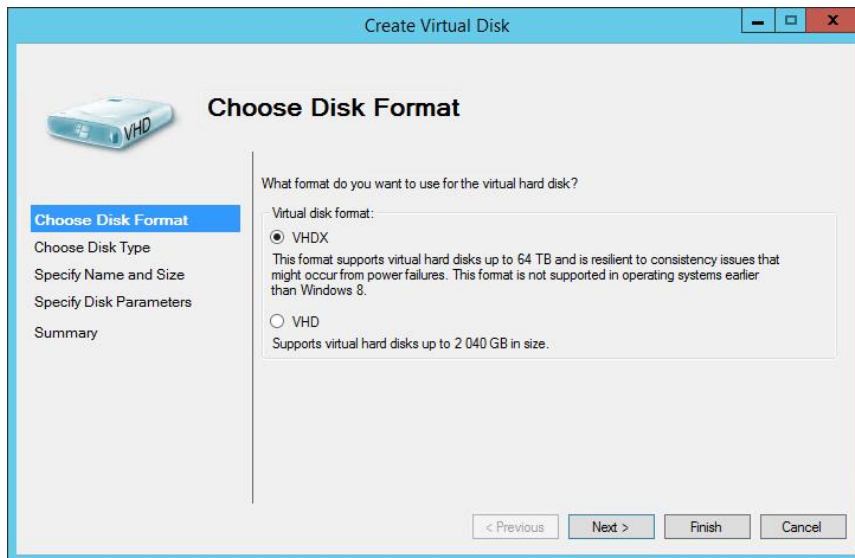 Create Virtual Disk
VHD
Choose Disk Format
Choose Disk Format
Choose Disk Type
Specify Name and Size
Specify Disk Parameters
Summary
What format do you want to use for the virtual hard disk?
Virtual disk format:
VHDX
This format supports virtual hard disks up to 64 TB and is resilient to consistency issues that
might occur from power failures. This format is not supported in operating systems earlier
than Windows 8.
VHD
Supports virtual hard disks up to 2 040 GB in size.
< Previous
Next >
Finish
Cancel